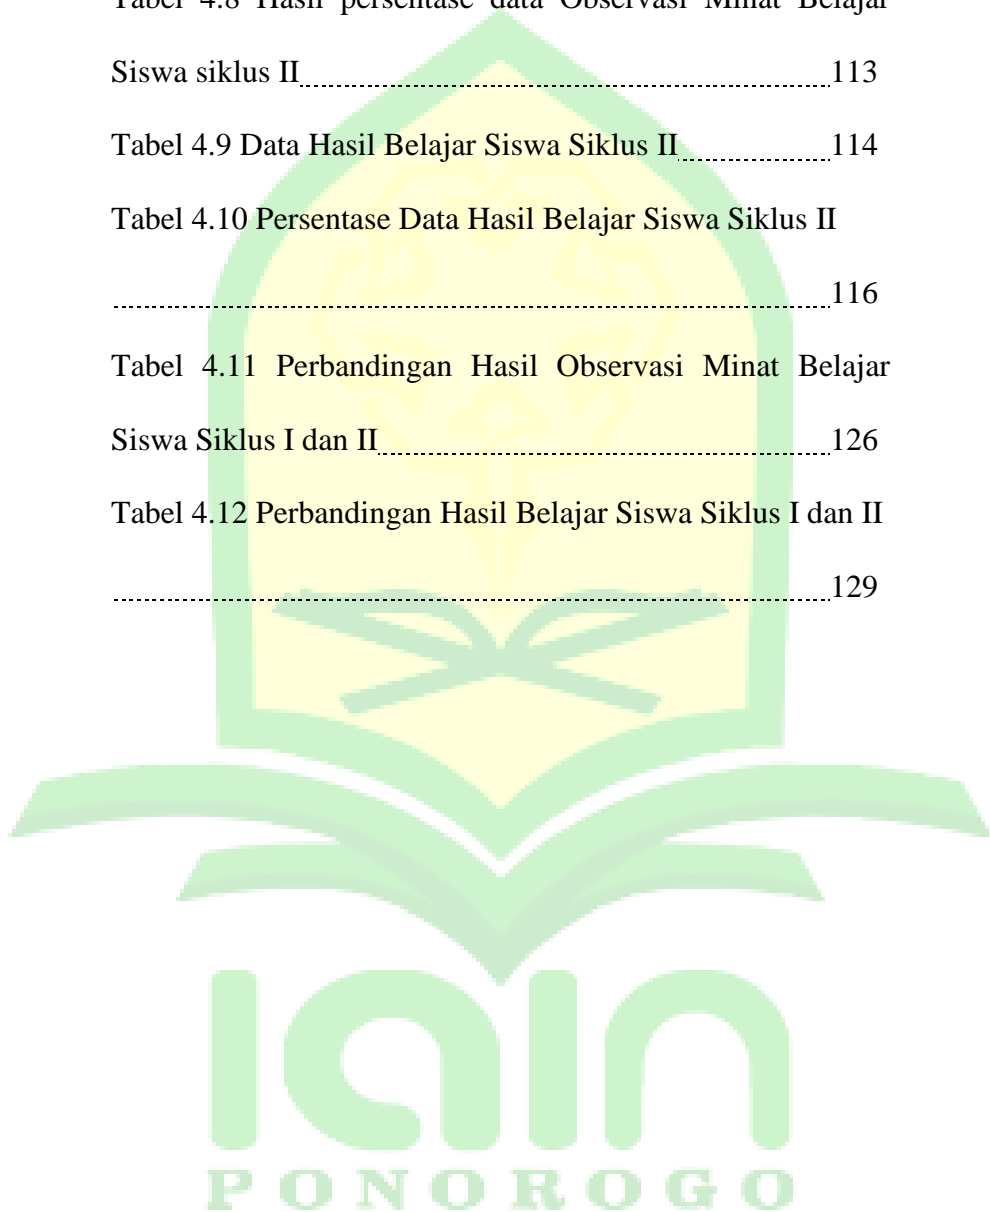 Tabel 4.8 Hasil persentase data Observasi Minat Belajar
Siswa siklus II 113
Tabel 4.9 Data Hasil Belajar Siswa Siklus II 114
Tabel 4.10 Persentase Data Hasil Belajar Siswa Siklus II
116
Tabel 4.11 Perbandingan Hasil Observasi Minat Belajar
Siswa Siklus I dan II 126
Tabel 4.12 Perbandingan Hasil Belajar Siswa Siklus I dan II
129
iain
PONOROGO